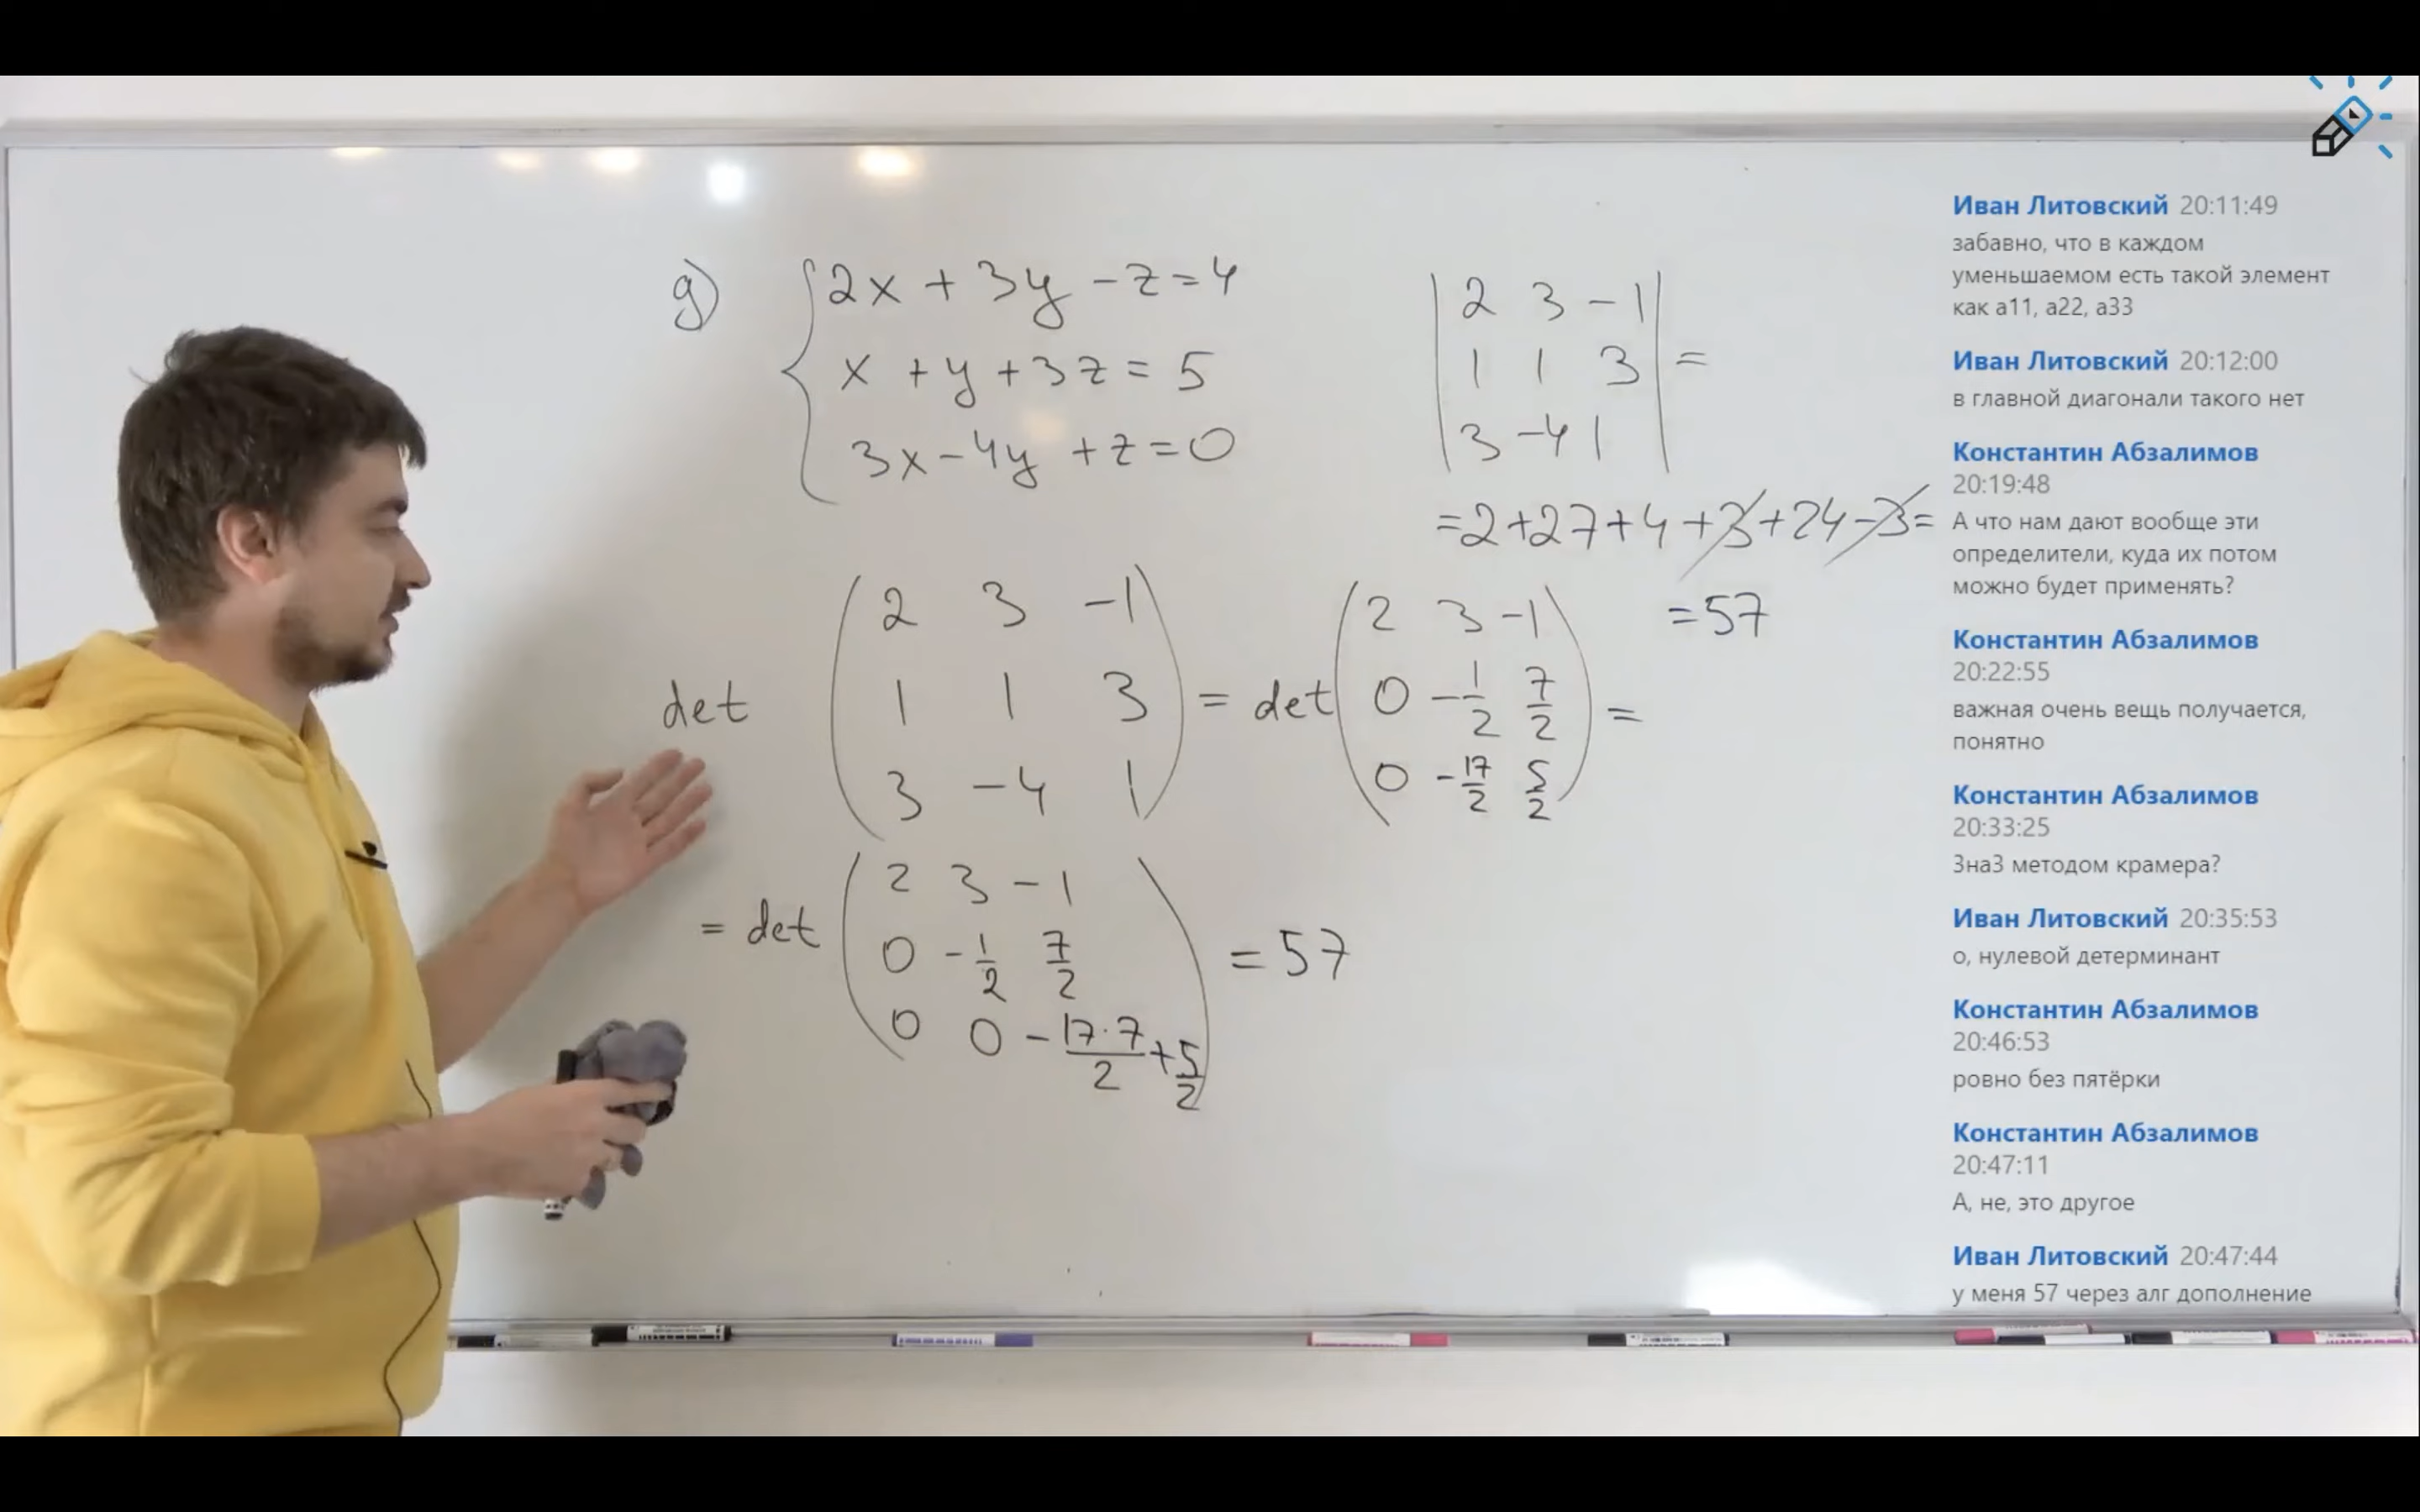 g) { 2x + 3y - z = 4
x + y + 3z = 5
3x - 4y + z = 0
| 2 3 -1 |
| 1 1 3 | =
| 3 -4 1 |
= 2 + 27 + 4 + 3 + 24 - 3 =
= 57
det ( 2 3 -1
1 1 3
3 -4 1 ) = det ( 2 3 -1
0 -1/2 7/2
0 -17/2 5/2 ) =
= det ( 2 3 -1
0 -1/2 7/2
0 0 -17·7/2 + 5/2 ) = 57
Иван Литовский 20:11:49
забавно, что в каждом
уменьшаемом есть такой элемент
как а11, а22, а33
Иван Литовский 20:12:00
в главной диагонали такого нет
Константин Абзалимов
20:19:48
А что нам дают вообще эти
определители, куда их потом
можно будет применять?
Константин Абзалимов
20:22:55
важная очень вещь получается,
понятно
Константин Абзалимов
20:33:25
3на3 методом крамера?
Иван Литовский 20:35:53
о, нулевой детерминант
Константин Абзалимов
20:46:53
ровно без пятёрки
Константин Абзалимов
20:47:11
А, не, это другое
Иван Литовский 20:47:44
у меня 57 через алг дополнение